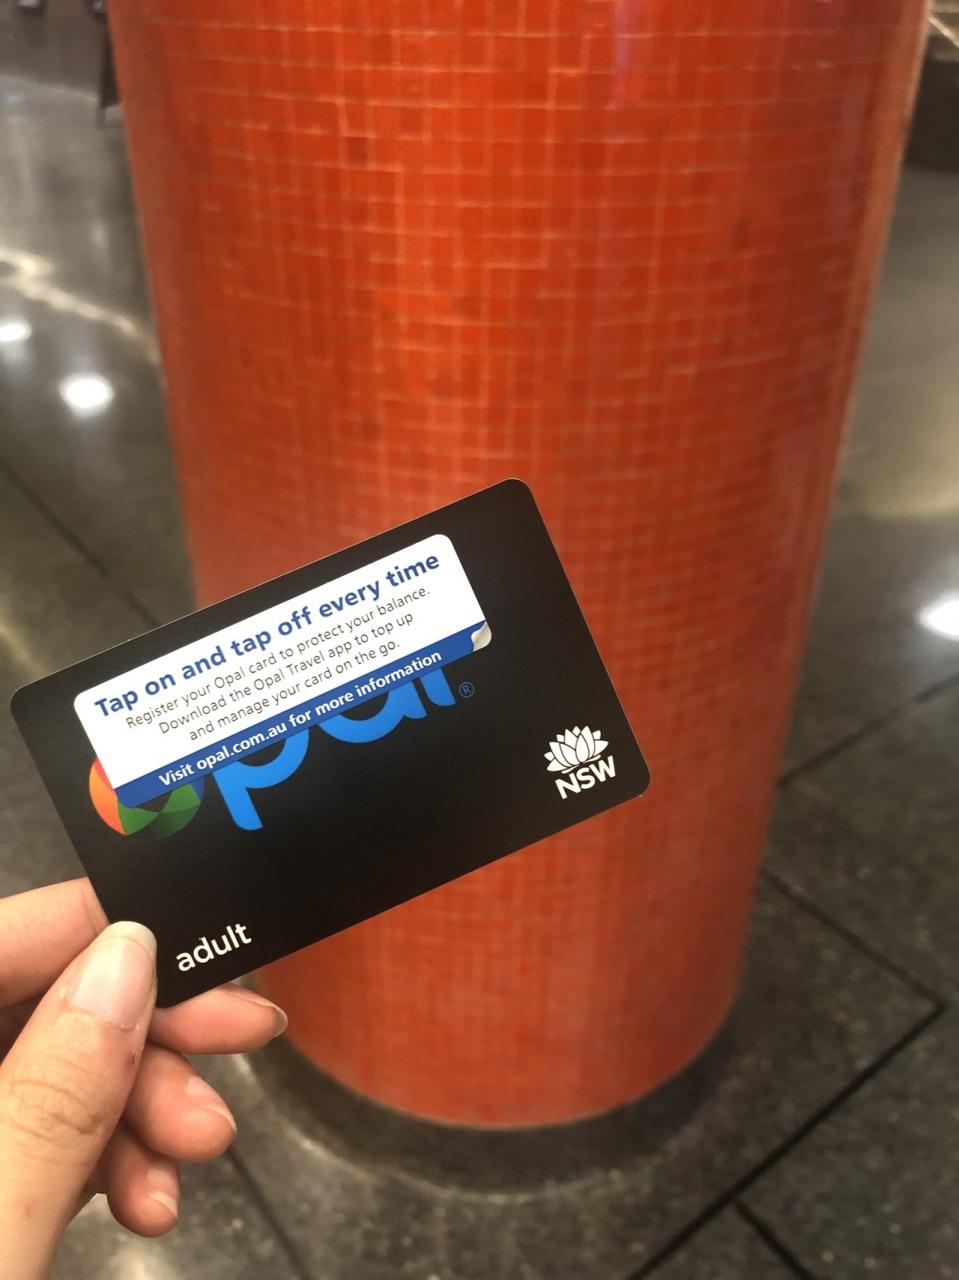 Tap on and tap off every time
Register your Opal card to protect your balance.
Download the Opal Travel app to top up
and manage your card on the go.
Visit opal.com.au for more information
opal®
NSW
adult